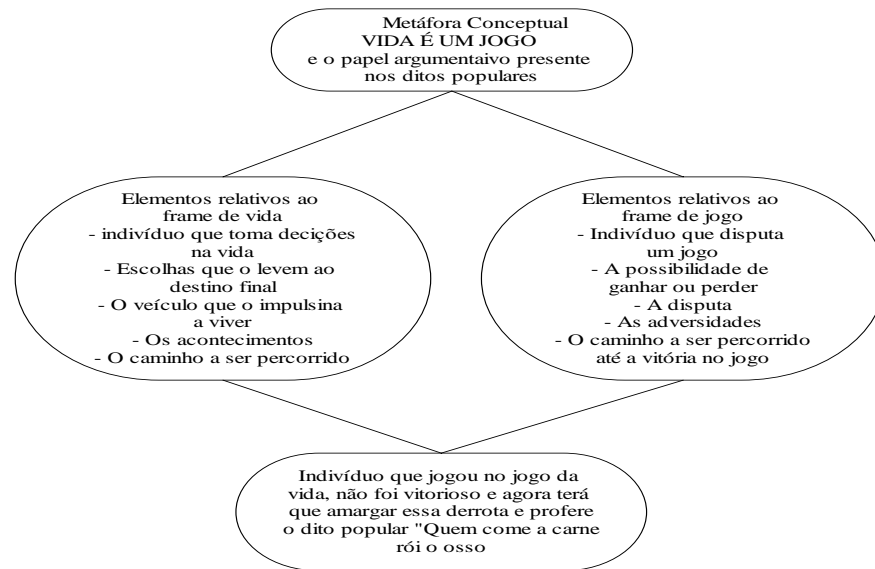 Metáfora Conceptual
VIDA É UM JOGO
e o papel argumentaivo presente
nos ditos populares
Elementos relativos ao
frame de vida
- indivíduo que toma decições
na vida
- Escolhas que o levem ao
destino final
- O veículo que o impulsina
a viver
- Os acontecimentos
- O caminho a ser percorrido
Elementos relativos ao
frame de jogo
- Indivíduo que disputa
um jogo
- A possibilidade de
ganhar ou perder
- A disputa
- As adversidades
- O caminho a ser percorrido
até a vitória no jogo
Indivíduo que jogou no jogo da
vida, não foi vitorioso e agora terá
que amargar essa derrota e profere
o dito popular "Quem come a carne
rói o osso